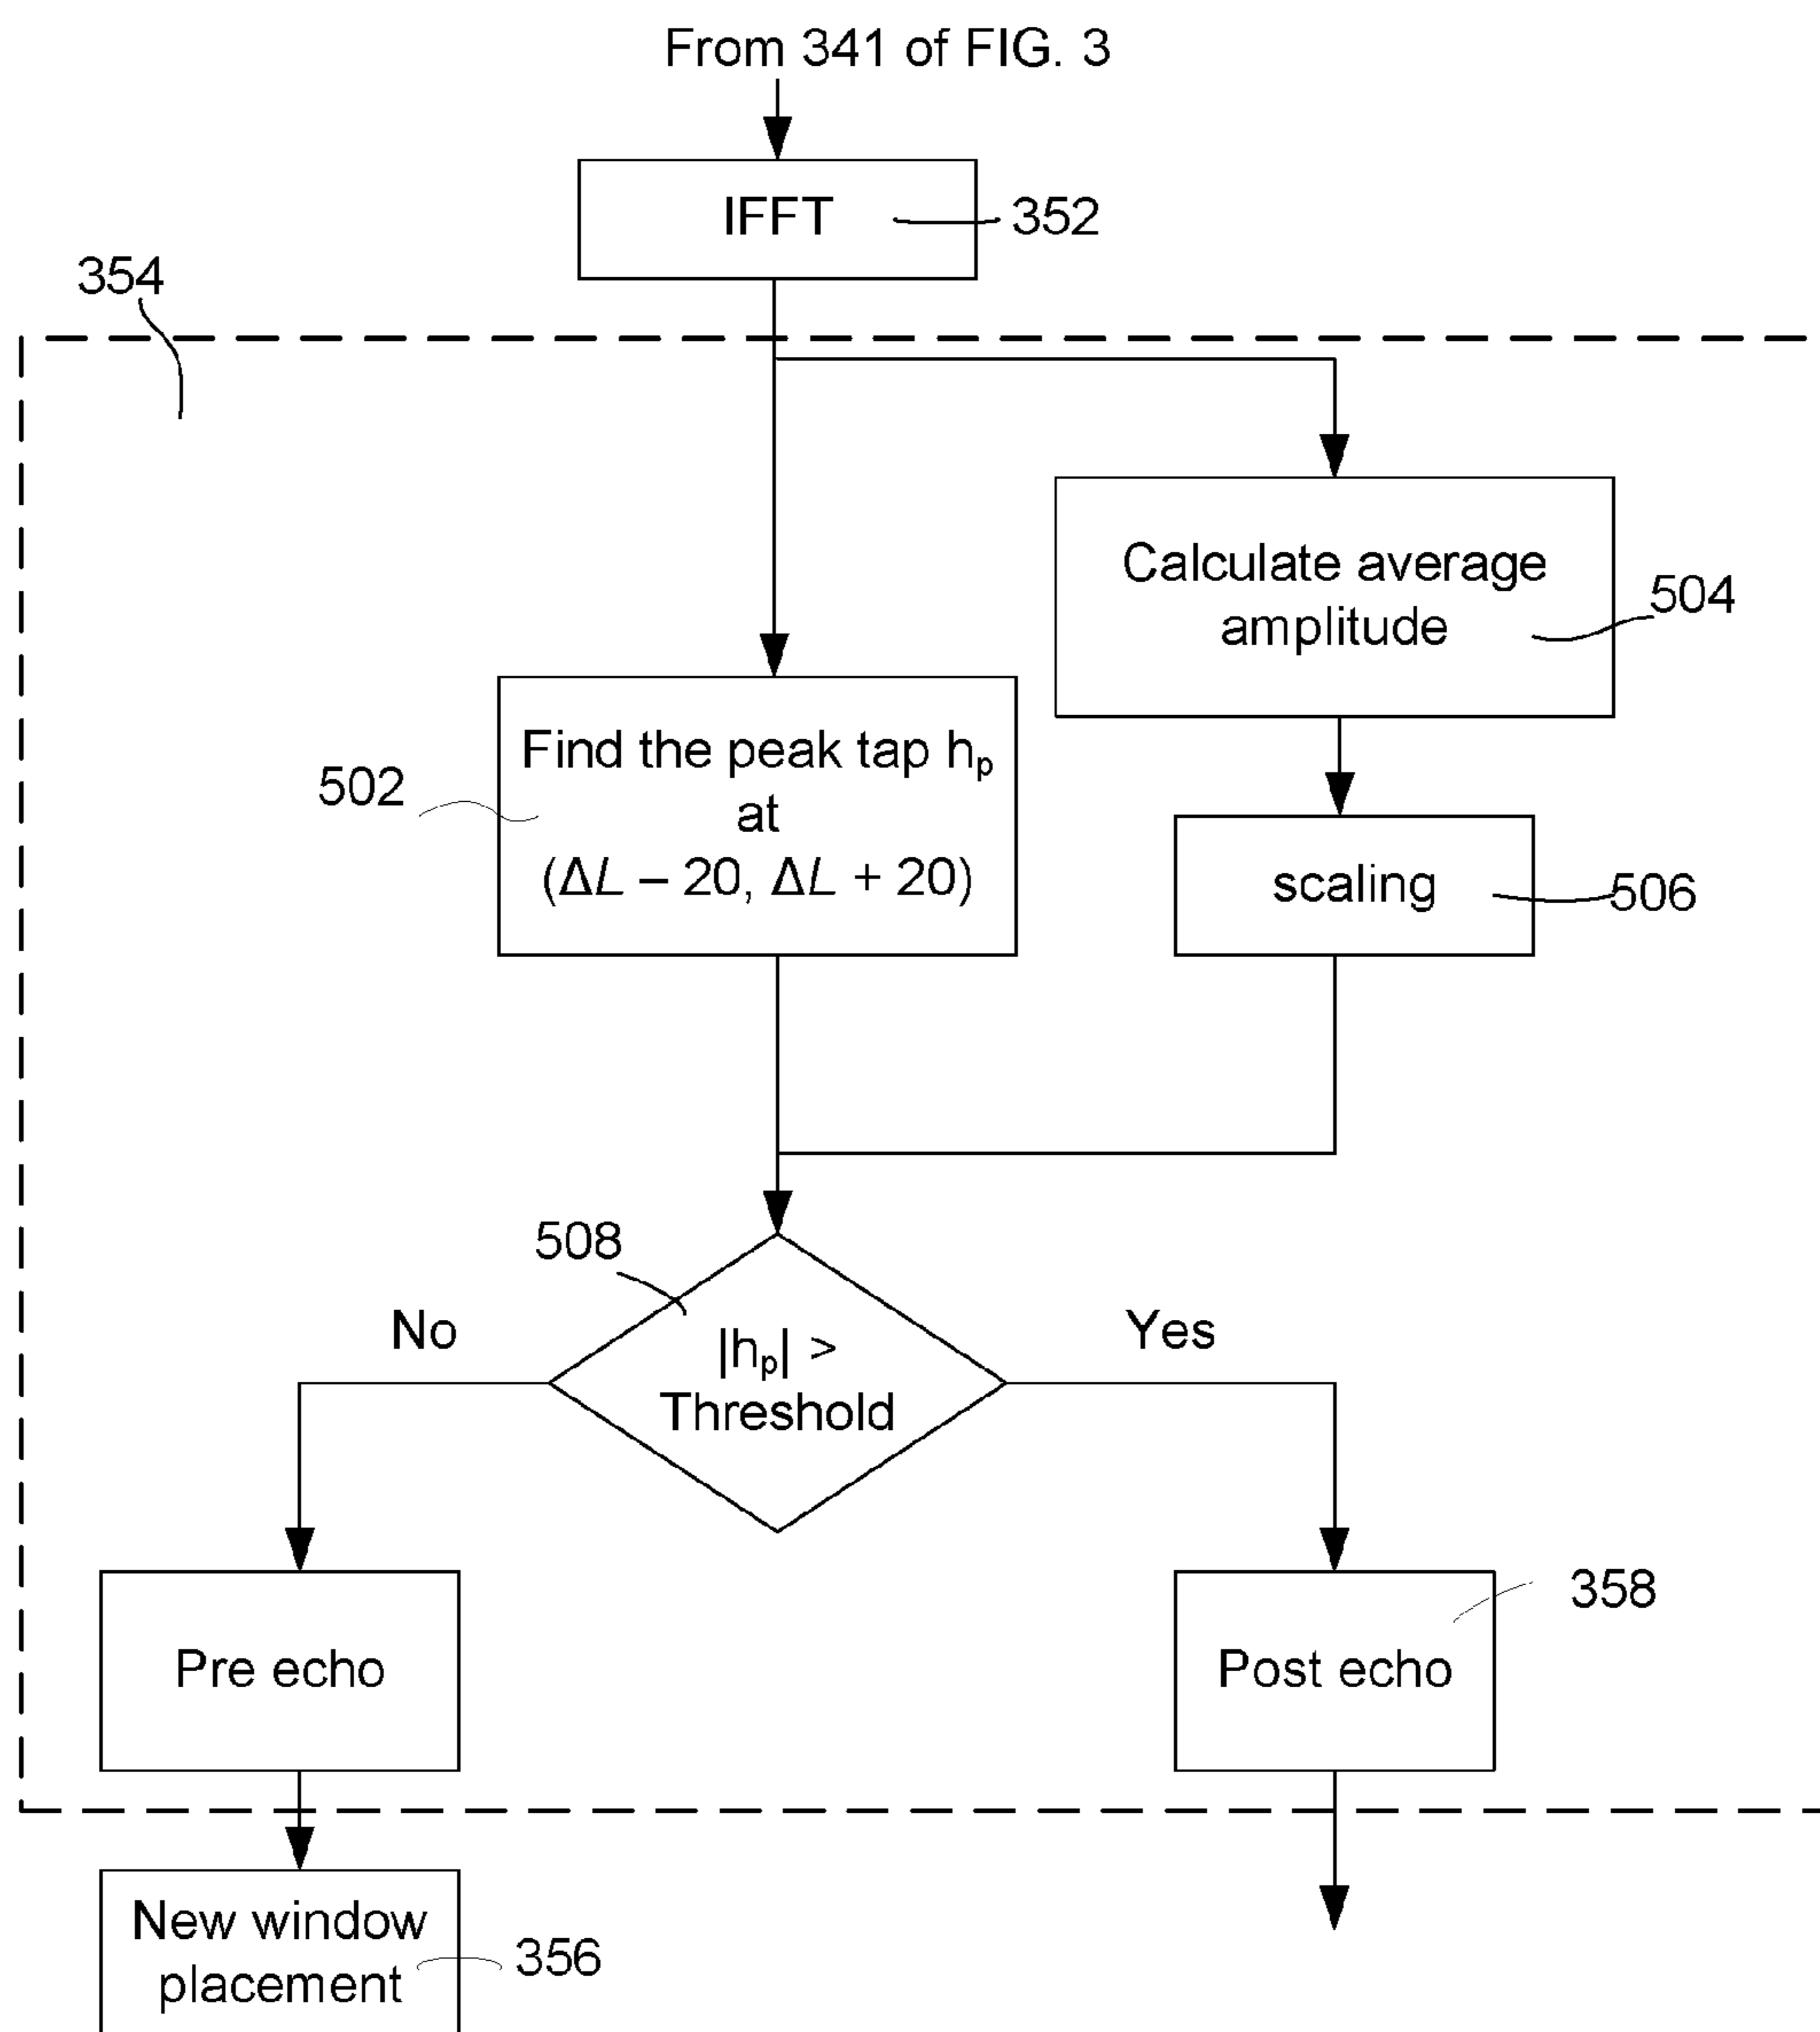 From 341 of FIG. 3
IFFT
352
354
Calculate average
amplitude
504
Find the peak tap hₚ
at
(ΔL – 20, ΔL + 20)
502
scaling
506
508
No
|hₚ| >
Threshold
Yes
Pre echo
Post echo
358
New window
placement
356